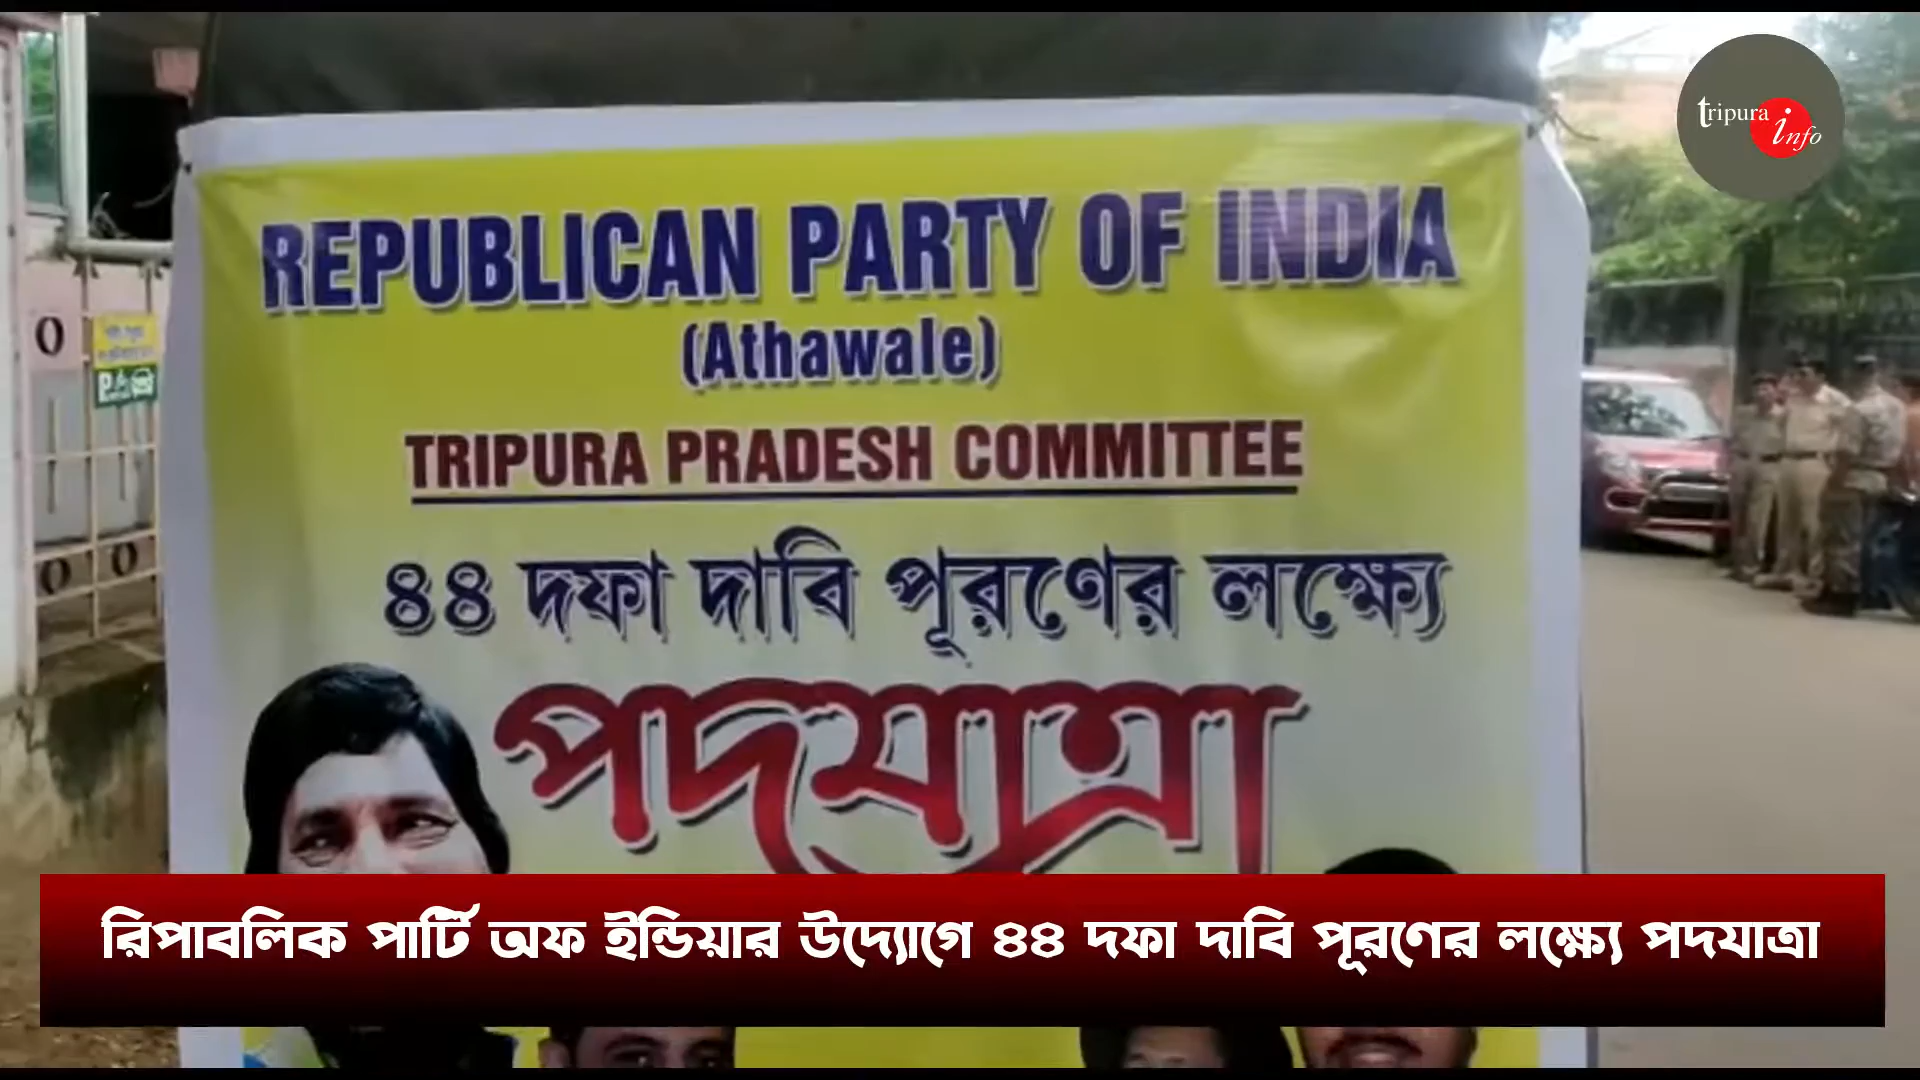 tripura
info
REPUBLICAN PARTY OF INDIA
(Athawale)
TRIPURA PRADESH COMMITTEE
৪৪ দফা দাবি পূরণের লক্ষ্যে
পদযাত্রা
রিপাবলিক পার্টি অফ ইন্ডিয়ার উদ্যোগে ৪৪ দফা দাবি পূরণের লক্ষ্যে পদযাত্রা